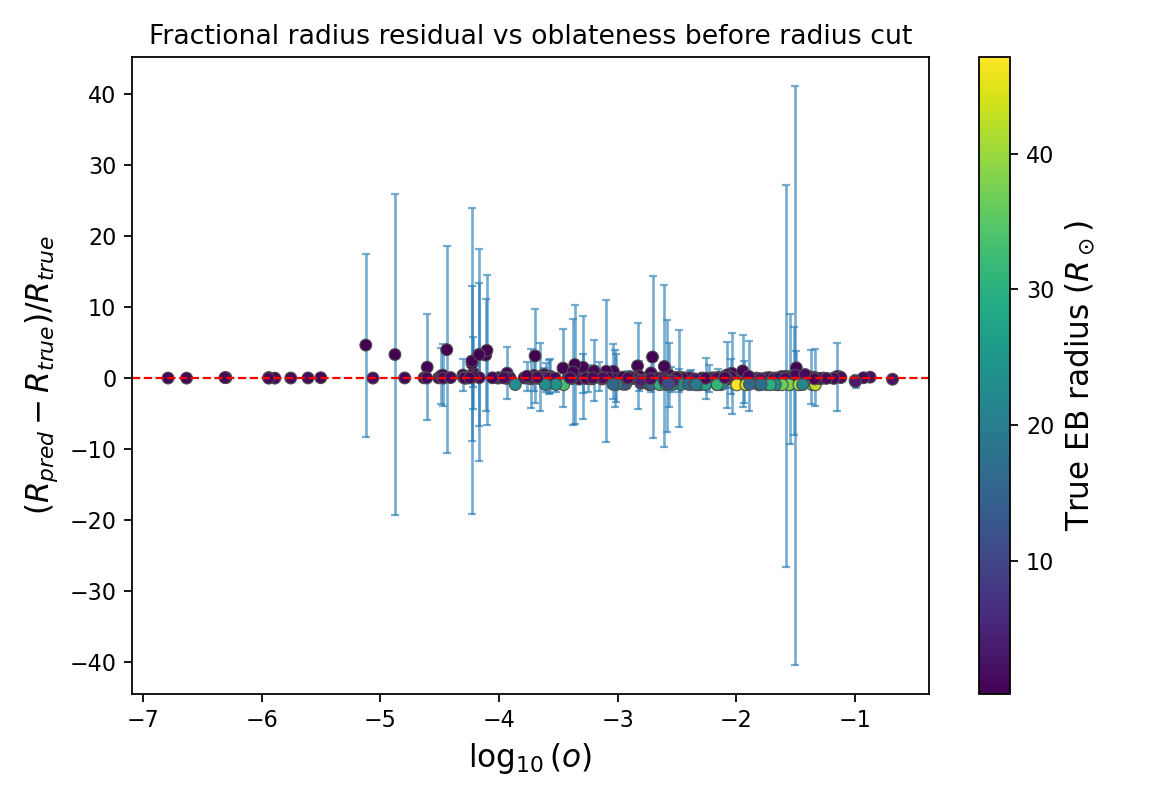 Fractional radius residual vs oblateness before radius cut
(R_pred − R_true)/R_true
40
30
20
10
0
−10
−20
−30
−40
−7 −6 −5 −4 −3 −2 −1
log₁₀ (o)
40
30
20
10
True EB radius (R_⊙)